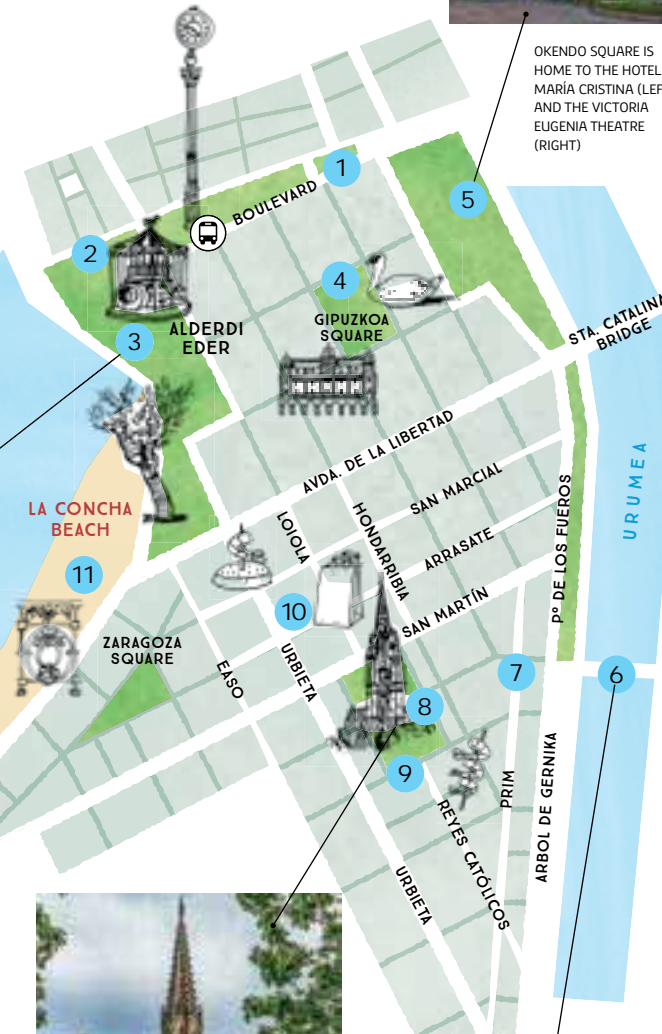 OKENDO SQUARE IS
HOME TO THE HOTEL
MARÍA CRISTINA (LEF
AND THE VICTORIA
EUGENIA THEATRE
(RIGHT)
1
BOULEVARD
5
2
4
3
ALDERDI
EDER
GIPUZKOA
SQUARE
STA. CATALINA
BRIDGE
AVDA. DE LA LIBERTAD
URUMEA
LA CONCHA
BEACH
SAN MARCIAL
LOIOLA
HONDARRIBIA
ARRASATE
Pº DE LOS FUEROS
11
10
SAN MARTÍN
ZARAGOZA
SQUARE
EASO
URBIETA
7
6
8
9
PRIM
ARBOL DE GERNIKA
REYES CATÓLICOS
URBIETA